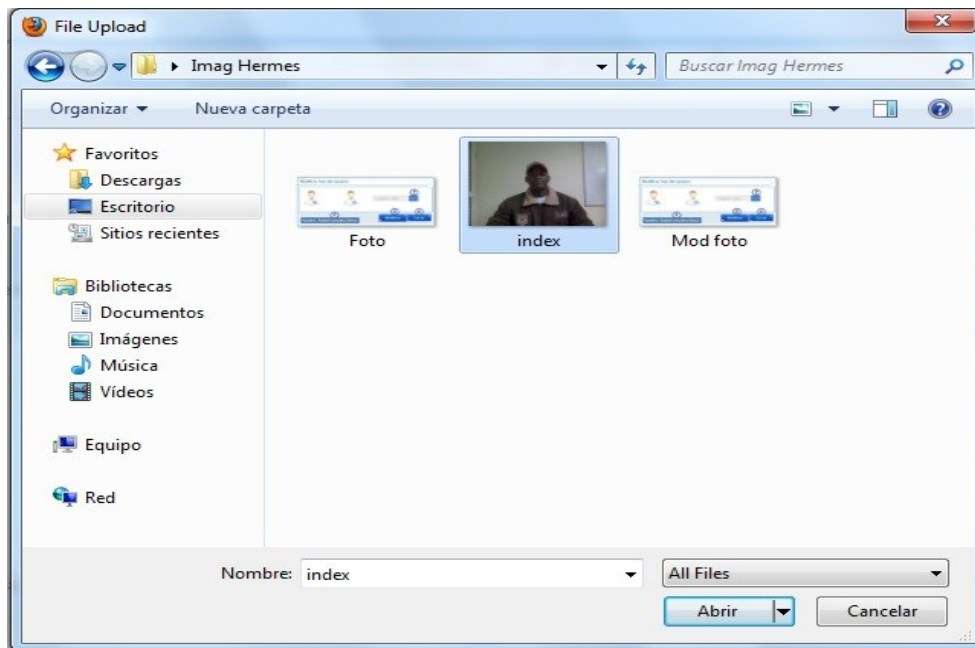 File Upload
Imag Hermes
Buscar Imag Hermes
Organizar
Nueva carpeta
Favoritos
Descargas
Escritorio
Sitios recientes
Bibliotecas
Documentos
Imágenes
Música
Vídeos
Equipo
Red
Foto
index
Mod foto
Nombre: index
All Files
Abrir
Cancelar